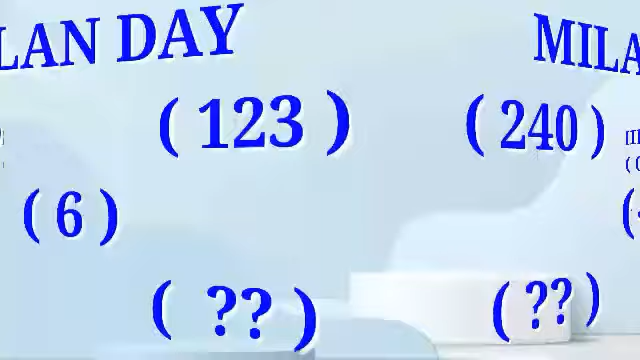 LAN DAY MILA
( 123 ) ( 240 )
( 6 )
( ?? ) ( ?? )